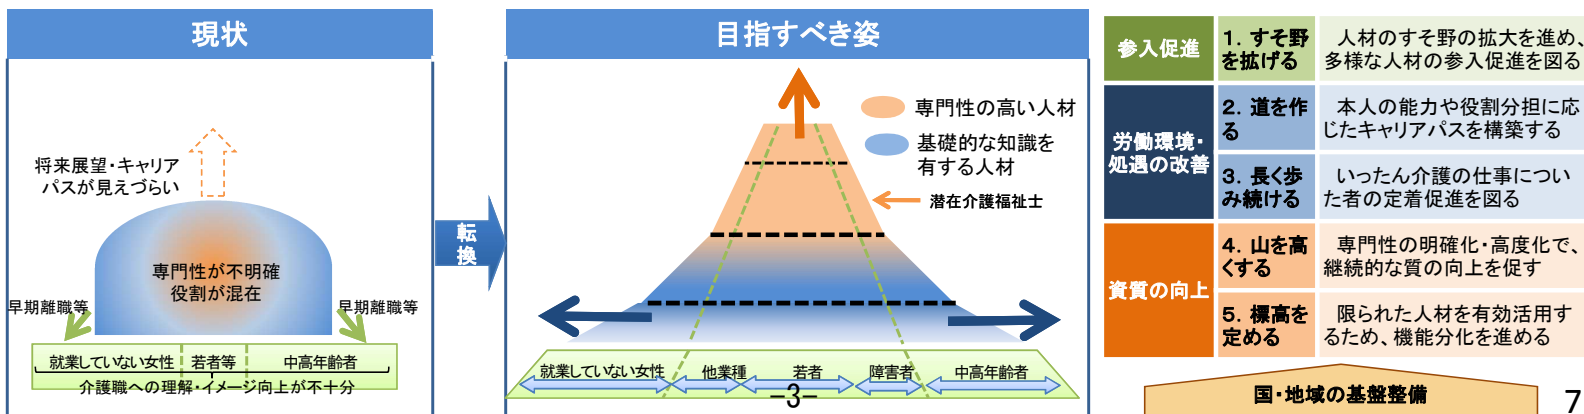 現状
将来展望・キャリア
パスが見えづらい
専門性が不明確
役割が混在
早期離職等
早期離職等
就業していない女性
若者等
中高年齢者
介護職への理解・イメージ向上が不十分
転
換
目指すべき姿
専門性の高い人材
基礎的な知識を
有する人材
潜在介護福祉士
就業していない女性
他業種
若者
障害者
中高年齢者
-3-
参入促進
1. すそ野
を拡げる
人材のすそ野の拡大を進め、
多様な人材の参入促進を図る
労働環境・
処遇の改善
2. 道を作
る
本人の能力や役割分担に応
じたキャリアパスを構築する
3. 長く歩
み続ける
いったん介護の仕事につい
た者の定着促進を図る
資質の向上
4. 山を高
くする
専門性の明確化・高度化で、
継続的な質の向上を促す
5. 標高を
定める
限られた人材を有効活用す
るため、機能分化を進める
国・地域の基盤整備
7